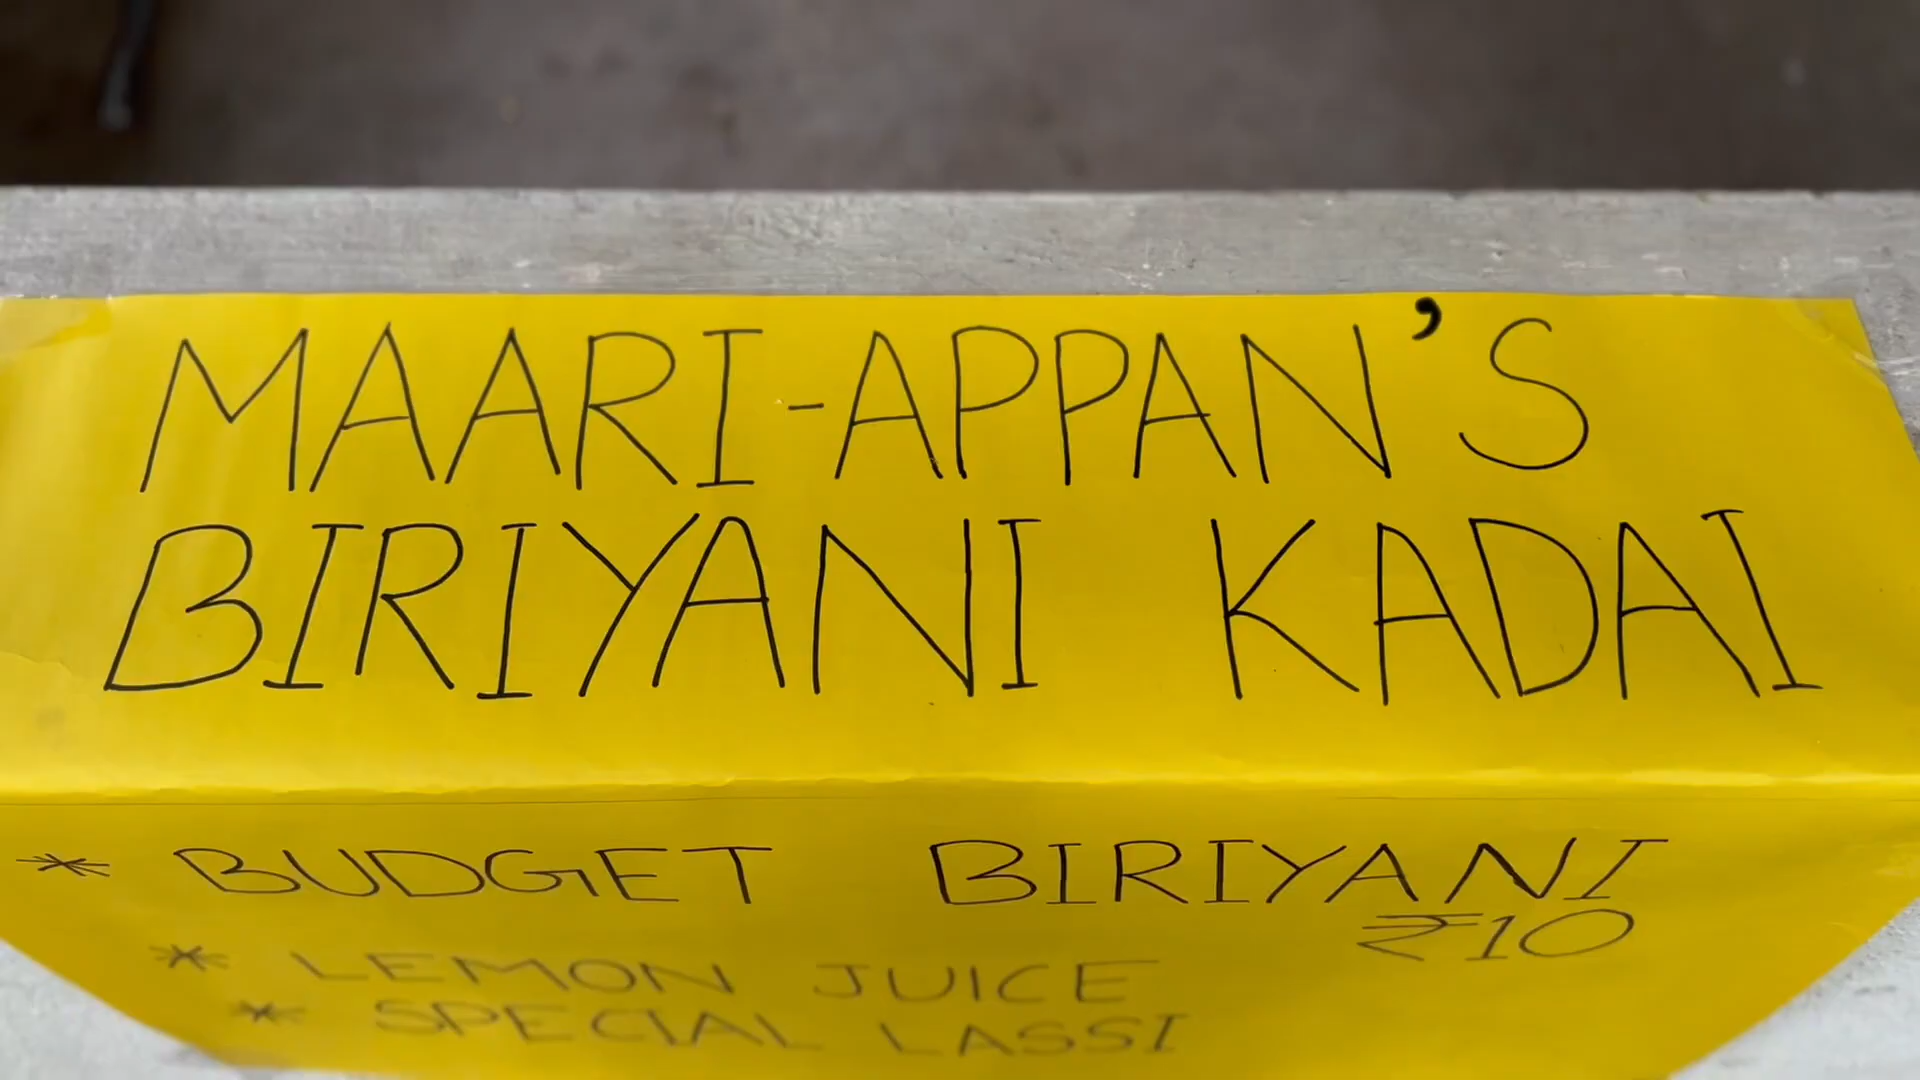 MAARI-APPAN'S
BIRIYANI KADAI
* BUDGET BIRIYANI
₹10
* LEMON JUICE
* SPECIAL LASSI